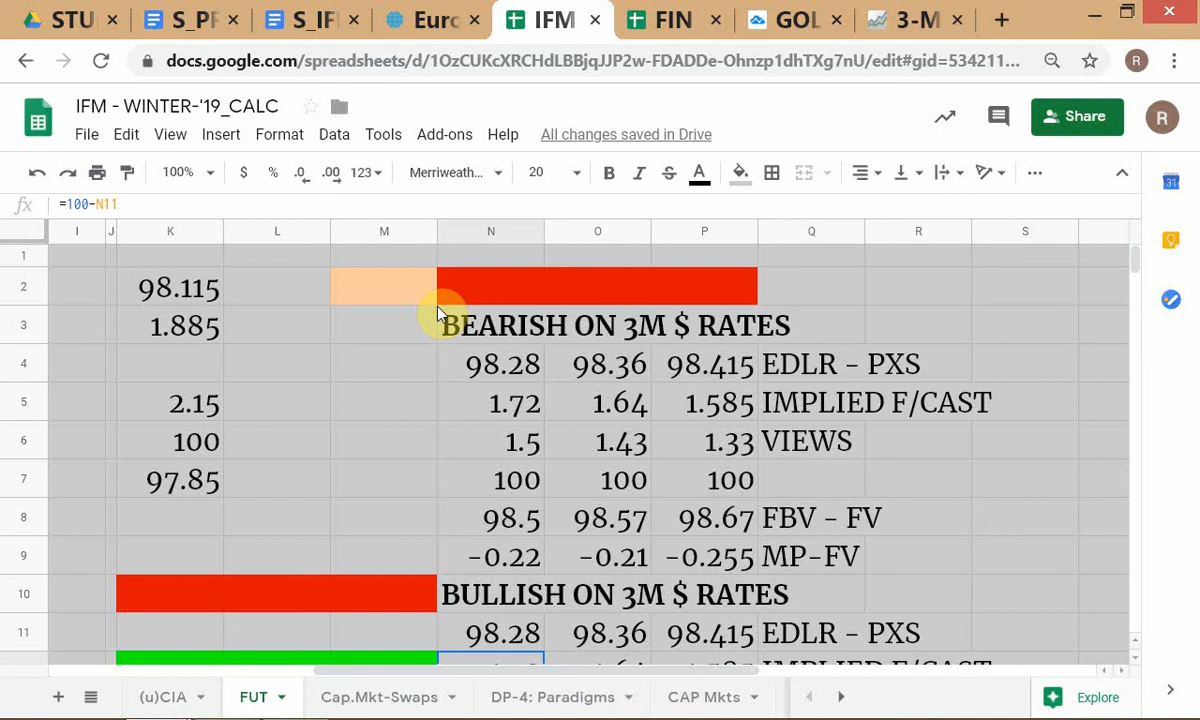 STU × S_PF × S_IF × Euro × IFM × FIN × GOL × 3-M × +
docs.google.com/spreadsheets/d/1OzCUKcXRCHdLBBjqJJP2w-FDADDe-Ohnzp1dhTXg7nU/edit#gid=534211... R
IFM - WINTER-'19_CALC
File Edit View Insert Format Data Tools Add-ons Help All changes saved in Drive
Share R
100% $ % .0 .00 123 Merriweath... 20 B I S A
31
fx =100-N11
I J K L M N O P Q R S
1
2 98.115
3 1.885 BEARISH ON 3M $ RATES
4 98.28 98.36 98.415 EDLR - PXS
5 2.15 1.72 1.64 1.585 IMPLIED F/CAST
6 100 1.5 1.43 1.33 VIEWS
7 97.85 100 100 100
8 98.5 98.57 98.67 FBV - FV
9 -0.22 -0.21 -0.255 MP-FV
10 BULLISH ON 3M $ RATES
11 98.28 98.36 98.415 EDLR - PXS
+ (u)CIA FUT Cap.Mkt-Swaps DP-4: Paradigms CAP Mkts Explore